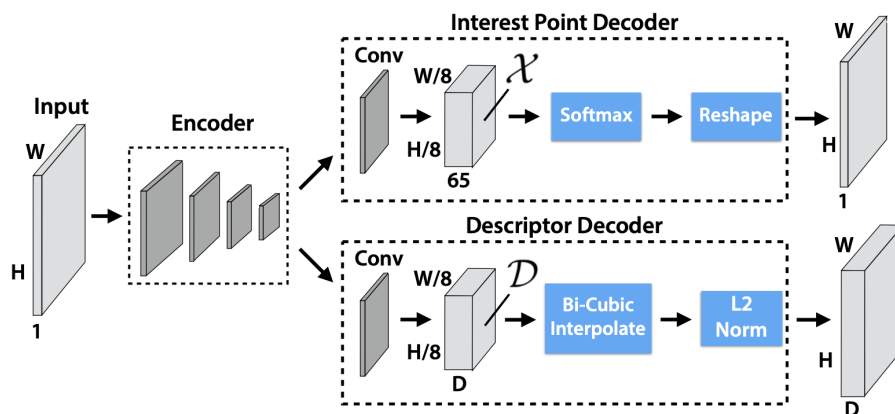 Interest Point Decoder
Input
W
H
1
Encoder
Conv
W/8
H/8
65
𝒳
Softmax
Reshape
W
H
1
Descriptor Decoder
Conv
W/8
H/8
D
𝒟
Bi-Cubic
Interpolate
L2
Norm
W
H
D